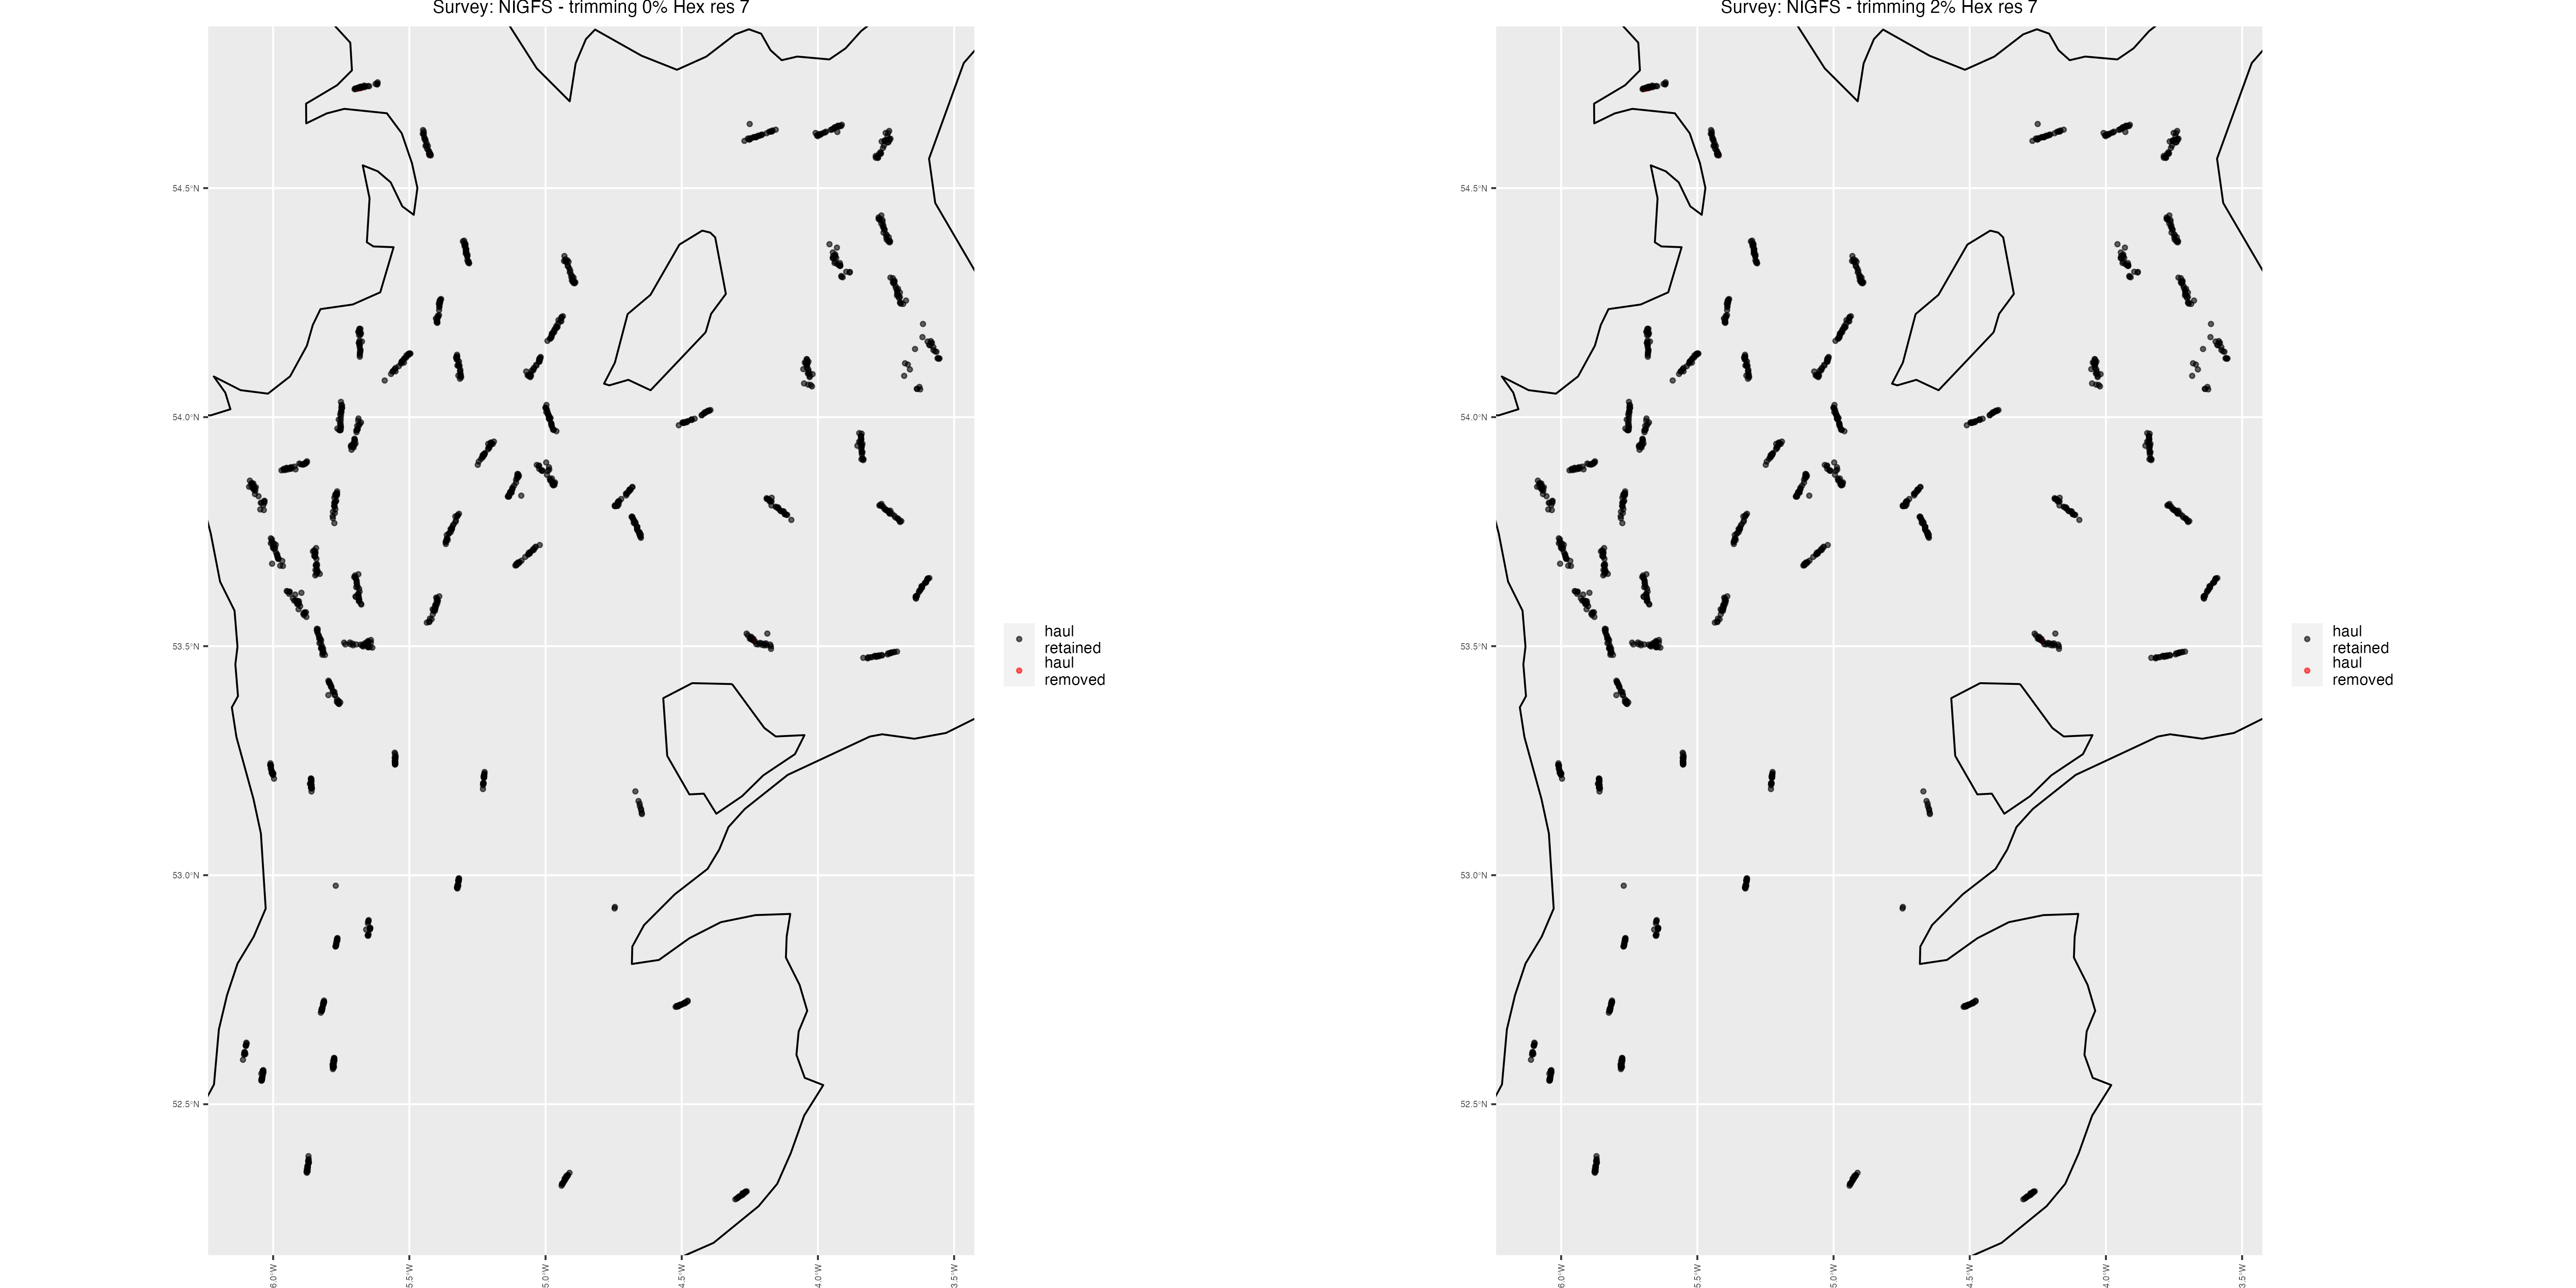 Survey: NIGFS - trimming 0% Hex res 7
54.5°N
54.0°N
53.5°N
53.0°N
52.5°N
6.0°W
5.5°W
5.0°W
4.5°W
4.0°W
3.5°W
haul
retained
haul
removed
Survey: NIGFS - trimming 2% Hex res 7
54.5°N
54.0°N
53.5°N
53.0°N
52.5°N
6.0°W
5.5°W
5.0°W
4.5°W
4.0°W
3.5°W
haul
retained
haul
removed